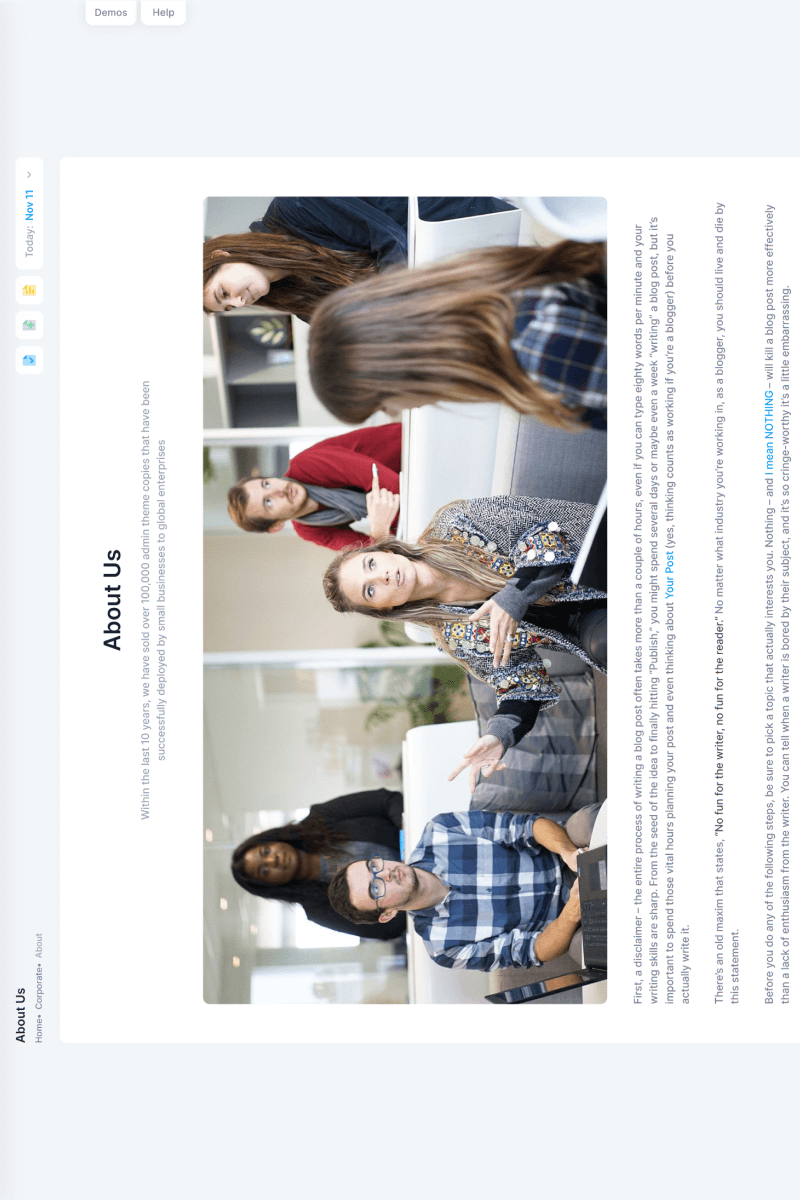 About Us
Home• Corporate• About
Today: Nov 11
Demos
Help
About Us
Within the last 10 years, we have sold over 100,000 admin theme copies that have been
successfully deployed by small businesses to global enterprises
First, a disclaimer – the entire process of writing a blog post often takes more than a couple of hours, even if you can type eighty words per minute and your
writing skills are sharp. From the seed of the idea to finally hitting “Publish,” you might spend several days or maybe even a week “writing” a blog post, but it’s
important to spend those vital hours planning your post and even thinking about Your Post (yes, thinking counts as working if you’re a blogger) before you
actually write it.
There’s an old maxim that states, “No fun for the writer, no fun for the reader.” No matter what industry you’re working in, as a blogger, you should live and die by
this statement.
Before you do any of the following steps, be sure to pick a topic that actually interests you. Nothing – and I mean NOTHING – will kill a blog post more effectively
than a lack of enthusiasm from the writer. You can tell when a writer is bored by their subject, and it’s so cringe-worthy it’s a little embarrassing.